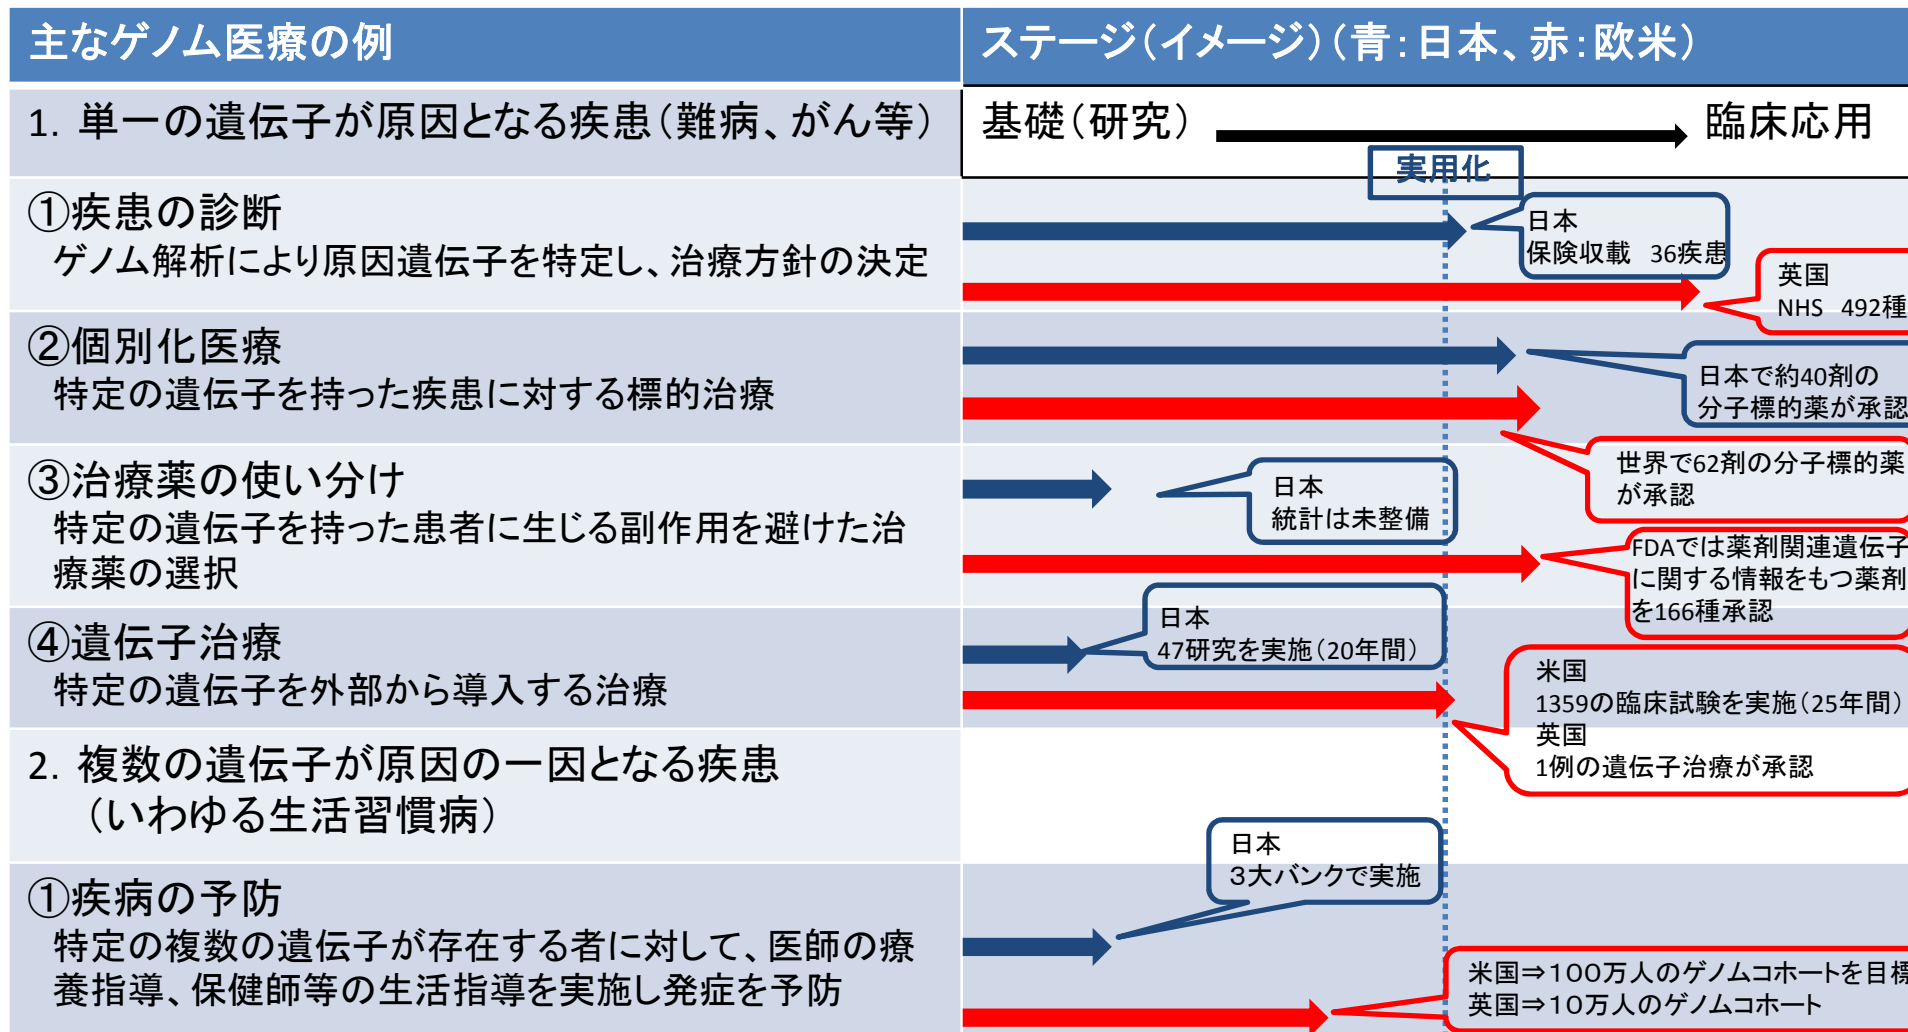 主なゲノム医療の例
ステージ（イメージ）（青：日本、赤：欧米）
1. 単一の遺伝子が原因となる疾患（難病、がん等）
基礎（研究）
臨床応用
実用化
①疾患の診断
ゲノム解析により原因遺伝子を特定し、治療方針の決定
日本
保険収載　36疾患
英国
NHS　492種
②個別化医療
特定の遺伝子を持った疾患に対する標的治療
日本で約40剤の
分子標的薬が承認
世界で62剤の分子標的薬
が承認
③治療薬の使い分け
特定の遺伝子を持った患者に生じる副作用を避けた治
療薬の選択
日本
統計は未整備
FDAでは薬剤関連遺伝子
に関する情報をもつ薬剤
を166種承認
④遺伝子治療
特定の遺伝子を外部から導入する治療
日本
47研究を実施（20年間）
米国
1359の臨床試験を実施（25年間）
英国
1例の遺伝子治療が承認
2. 複数の遺伝子が原因の一因となる疾患
（いわゆる生活習慣病）
①疾病の予防
特定の複数の遺伝子が存在する者に対して、医師の療
養指導、保健師等の生活指導を実施し発症を予防
日本
３大バンクで実施
米国⇒１００万人のゲノムコホートを目標
英国⇒１０万人のゲノムコホート